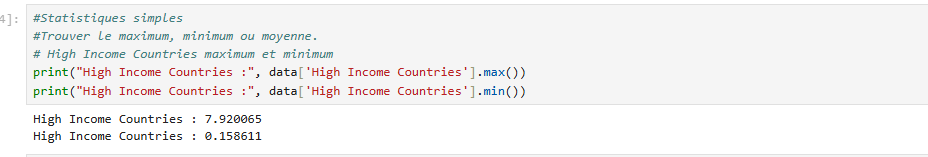 4]:
#Statistiques simples
#Trouver le maximum, minimum ou moyenne.
# High Income Countries maximum et minimum
print("High Income Countries :", data['High Income Countries'].max())
print("High Income Countries :", data['High Income Countries'].min())
High Income Countries : 7.920065
High Income Countries : 0.158611